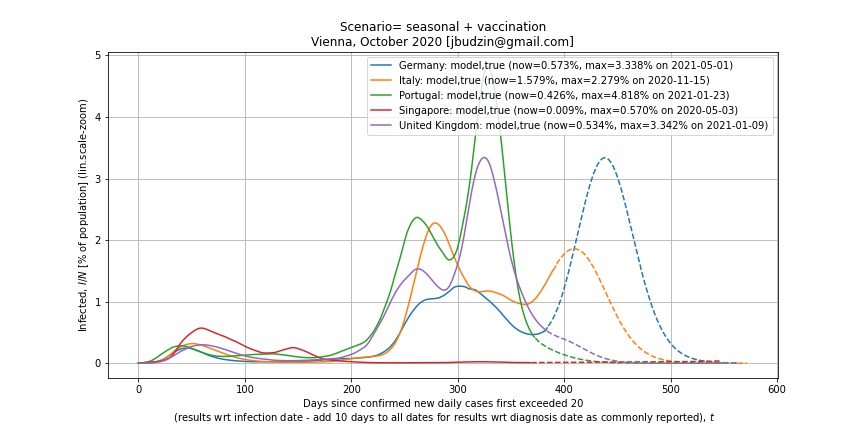 Scenario= seasonal + vaccination
Vienna, October 2020 [jbudzin@gmail.com]
Germany: model,true (now=0.573%, max=3.338% on 2021-05-01)
Italy: model,true (now=1.579%, max=2.279% on 2020-11-15)
Portugal: model,true (now=0.426%, max=4.818% on 2021-01-23)
Singapore: model,true (now=0.009%, max=0.570% on 2020-05-03)
United Kingdom: model,true (now=0.534%, max=3.342% on 2021-01-09)
Infected, I/N [% of population] (lin.scale-zoom)
5
4
3
2
1
0
0 100 200 300 400 500 600
Days since confirmed new daily cases first exceeded 20
(results wrt infection date - add 10 days to all dates for results wrt diagnosis date as commonly reported), t